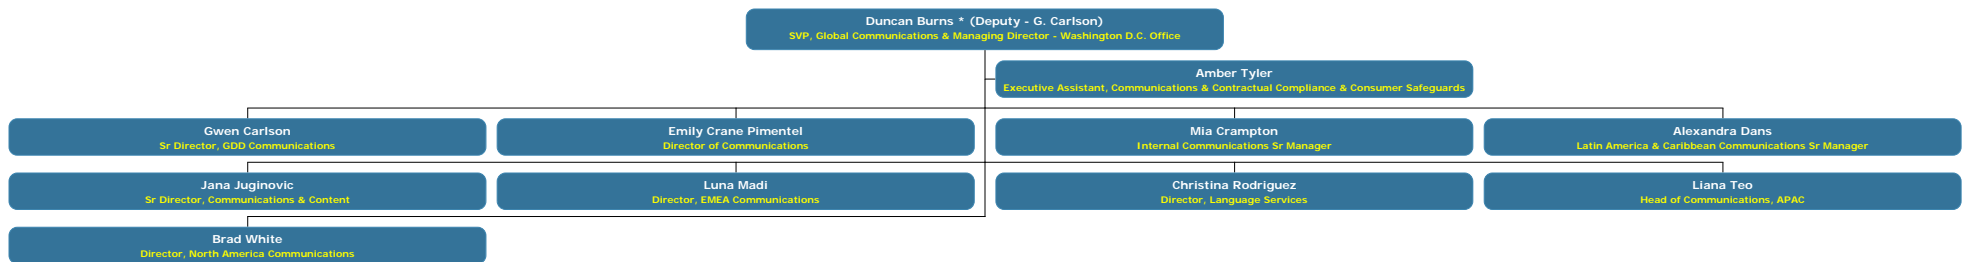 Duncan Burns * (Deputy - G. Carlson)
SVP, Global Communications & Managing Director - Washington D.C. Office
Amber Tyler
Executive Assistant, Communications & Contractual Compliance & Consumer Safeguards
Gwen Carlson
Sr Director, GDD Communications
Emily Crane Pimentel
Director of Communications
Mia Crampton
Internal Communications Sr Manager
Alexandra Dans
Latin America & Caribbean Communications Sr Manager
Jana Juginovic
Sr Director, Communications & Content
Luna Madi
Director, EMEA Communications
Christina Rodriguez
Director, Language Services
Liana Teo
Head of Communications, APAC
Brad White
Director, North America Communications